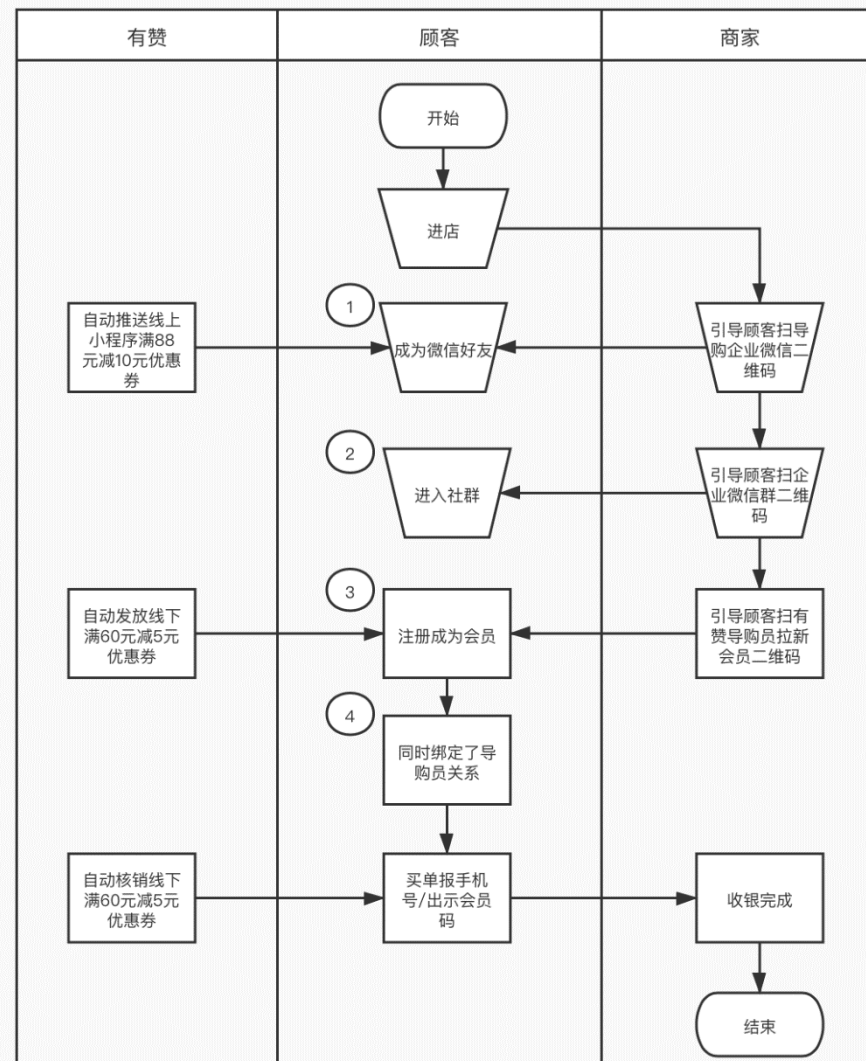 有赞
顾客
商家
开始
进店
1
自动推送线上
小程序满88
元减10元优惠
券
成为微信好友
引导顾客扫导
购企业微信二
维码
2
进入社群
引导顾客扫企
业微信群二维
码
3
自动发放线下
满60元减5元
优惠券
注册成为会员
引导顾客扫有
赞导购员拉新
会员二维码
4
同时绑定了导
购员关系
自动核销线下
满60元减5元
优惠券
买单报手机
号/出示会员
码
收银完成
结束